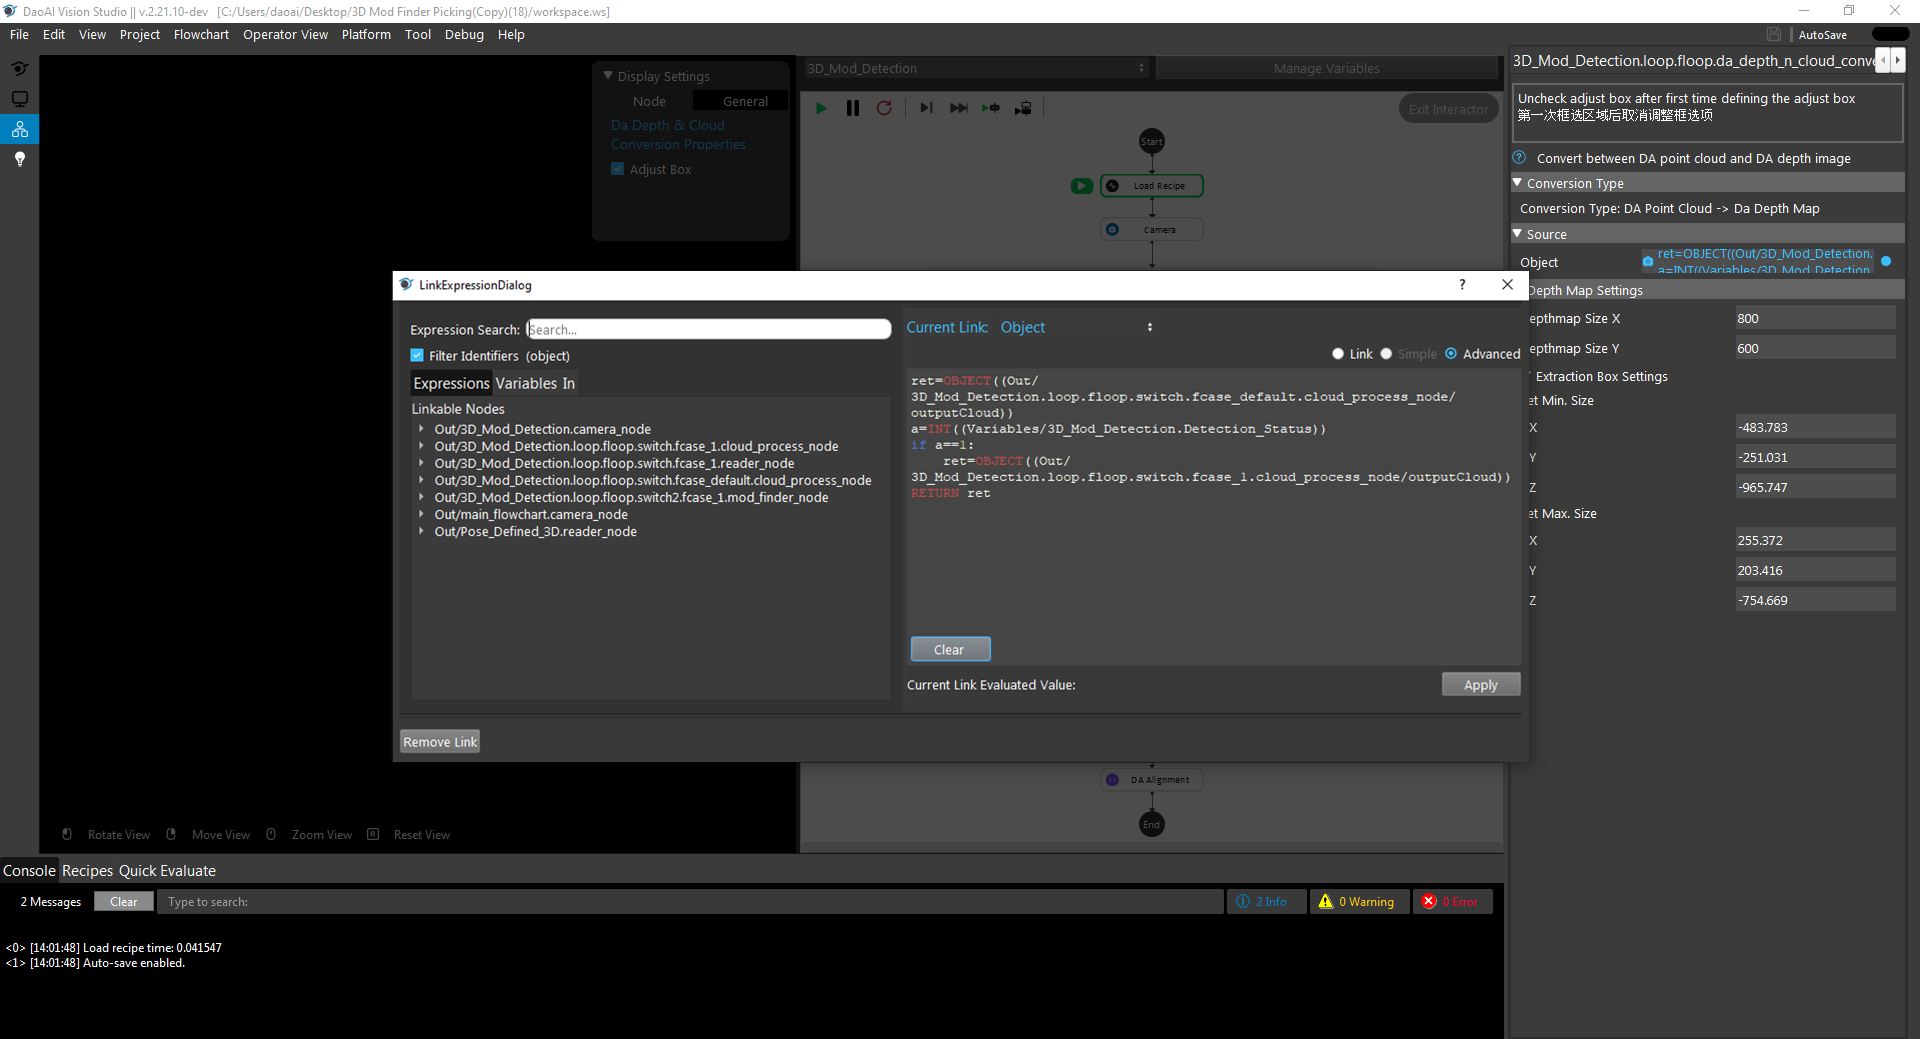 DaoAI Vision Studio || v.2.21.10-dev   [C:/Users/daoai/Desktop/3D Mod Finder Picking(Copy)(18)/workspace.ws]
File Edit View Project Flowchart Operator View Platform Tool Debug Help
AutoSave
Display Settings
Node General
Da Depth & Cloud
Conversion Properties
Adjust Box
3D_Mod_Detection
Manage Variables
Exit Interactor
Start
Load Recipe
Camera
3D_Mod_Detection.loop.floop.da_depth_n_cloud_conve
Uncheck adjust box after first time defining the adjust box
第一次框选区域后取消调整框选项
Convert between DA point cloud and DA depth image
Conversion Type
Conversion Type: DA Point Cloud -> Da Depth Map
Source
Object
ret=OBJECT((Out/3D_Mod_Detection.
a=INT((Variables/3D_Mod_Detection
Depth Map Settings
epthmap Size X 800
epthmap Size Y 600
Extraction Box Settings
et Min. Size
X -483.783
Y -251.031
Z -965.747
et Max. Size
X 255.372
Y 203.416
Z -754.669
LinkExpressionDialog ?
Expression Search: Search...
Filter Identifiers (object)
Expressions Variables In
Linkable Nodes
Out/3D_Mod_Detection.camera_node
Out/3D_Mod_Detection.loop.floop.switch.fcase_1.cloud_process_node
Out/3D_Mod_Detection.loop.floop.switch.fcase_1.reader_node
Out/3D_Mod_Detection.loop.floop.switch.fcase_default.cloud_process_node
Out/3D_Mod_Detection.loop.floop.switch2.fcase_1.mod_finder_node
Out/main_flowchart.camera_node
Out/Pose_Defined_3D.reader_node
Current Link: Object
Link Simple Advanced
ret=OBJECT((Out/
3D_Mod_Detection.loop.floop.switch.fcase_default.cloud_process_node/
outputCloud))
a=INT((Variables/3D_Mod_Detection.Detection_Status))
if a==1:
    ret=OBJECT((Out/
3D_Mod_Detection.loop.floop.switch.fcase_1.cloud_process_node/outputCloud))
RETURN ret
Clear
Current Link Evaluated Value:
Apply
Remove Link
DA Alignment
End
Rotate View Move View Zoom View R Reset View
Console Recipes Quick Evaluate
2 Messages Clear Type to search: 2 Info 0 Warning 0 Error
<0> [14:01:48] Load recipe time: 0.041547
<1> [14:01:48] Auto-save enabled.